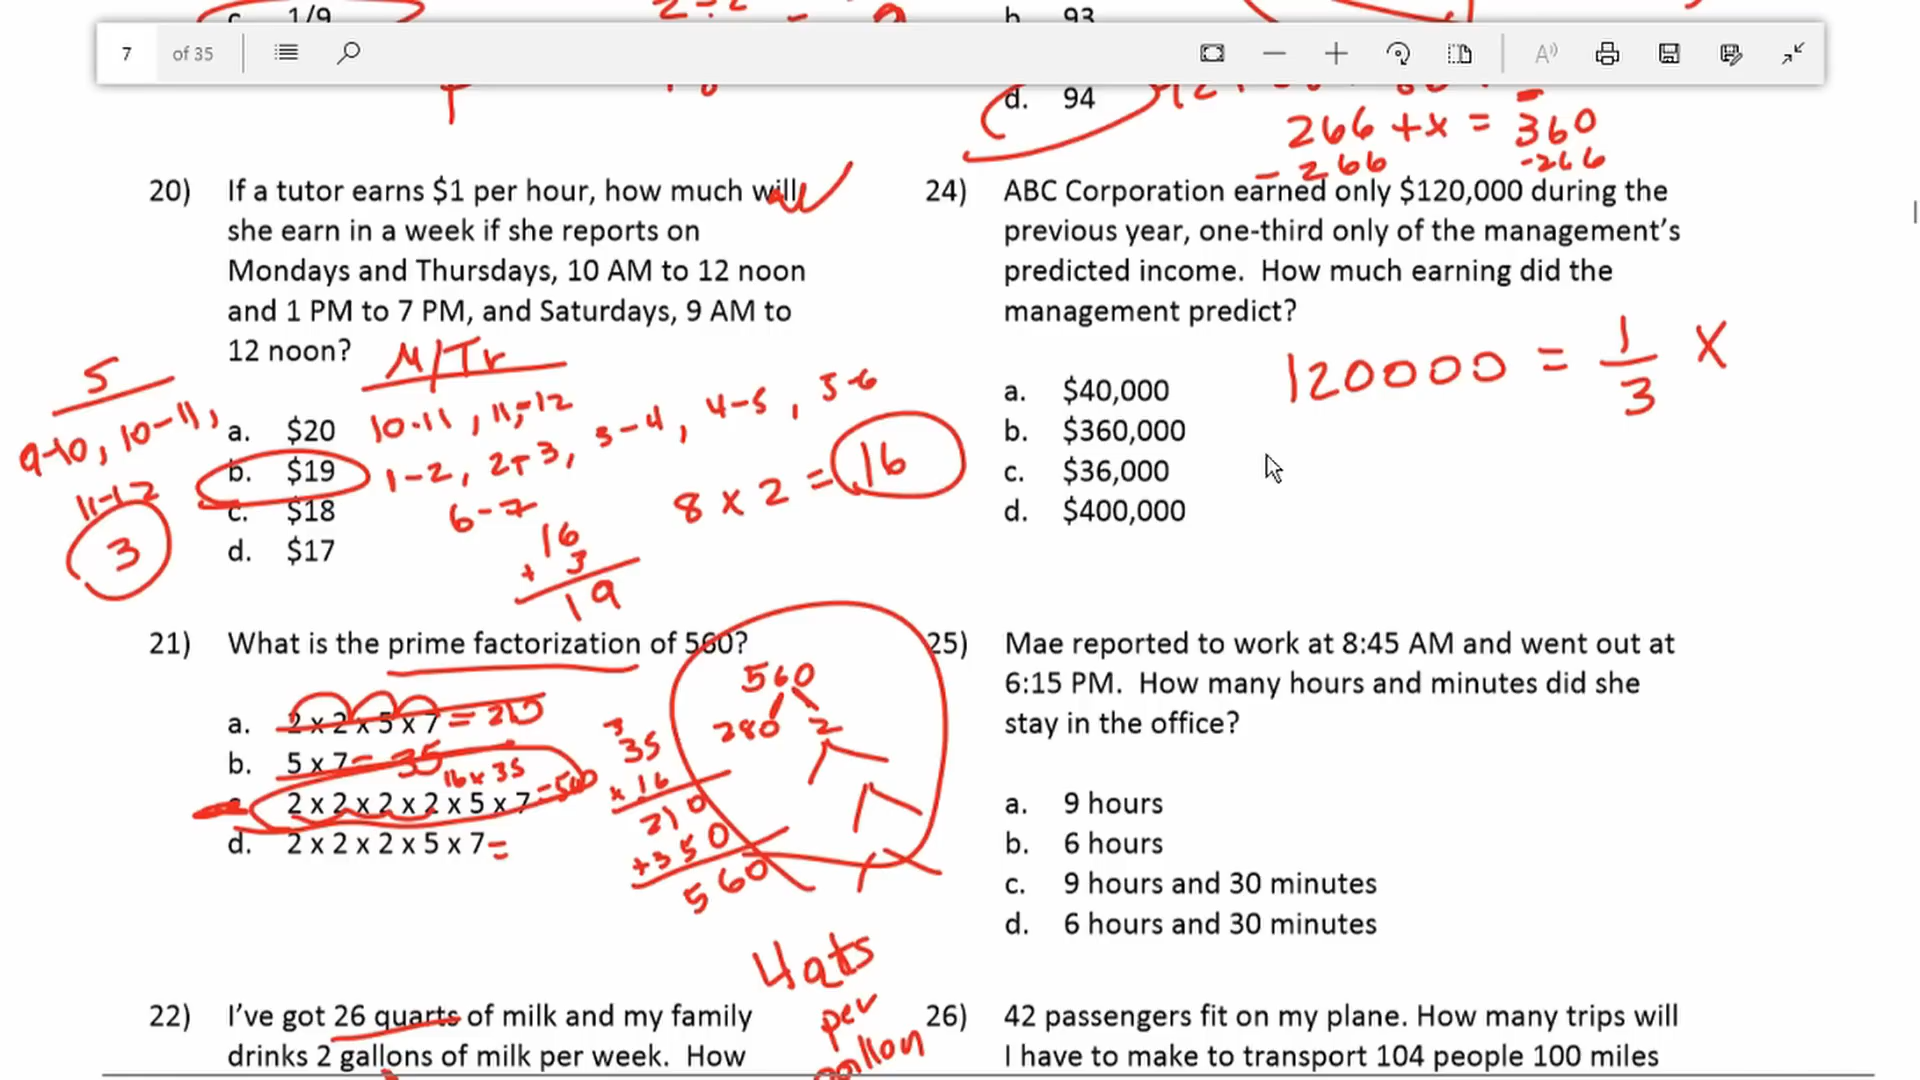 c. 1/9
b. 93
7 of 35
d. 94
266 + x = 360
- 266 -266
20) If a tutor earns $1 per hour, how much will
she earn in a week if she reports on
Mondays and Thursdays, 10 AM to 12 noon
and 1 PM to 7 PM, and Saturdays, 9 AM to
12 noon?
M/Tr
S
9-10, 10-11,
11-12
3
10-11, 11-12
1-2, 2-3, 3-4, 4-5, 5-6
6-7
8 x 2 = 16
16
+ 3
19
a. $20
b. $19
c. $18
d. $17
21) What is the prime factorization of 560?
a. 2 x 2 x 5 x 7 = 210
b. 5 x 7 = 35
16 x 35
c. 2 x 2 x 2 x 2 x 5 x 7 = 560
d. 2 x 2 x 2 x 5 x 7 =
3
35
x 16
210
+350
560
560
280 2
4 qts
per
gallon
22) I've got 26 quarts of milk and my family
drinks 2 gallons of milk per week. How
24) ABC Corporation earned only $120,000 during the
previous year, one-third only of the management's
predicted income. How much earning did the
management predict?
120000 = 1/3 x
a. $40,000
b. $360,000
c. $36,000
d. $400,000
25) Mae reported to work at 8:45 AM and went out at
6:15 PM. How many hours and minutes did she
stay in the office?
a. 9 hours
b. 6 hours
c. 9 hours and 30 minutes
d. 6 hours and 30 minutes
26) 42 passengers fit on my plane. How many trips will
I have to make to transport 104 people 100 miles